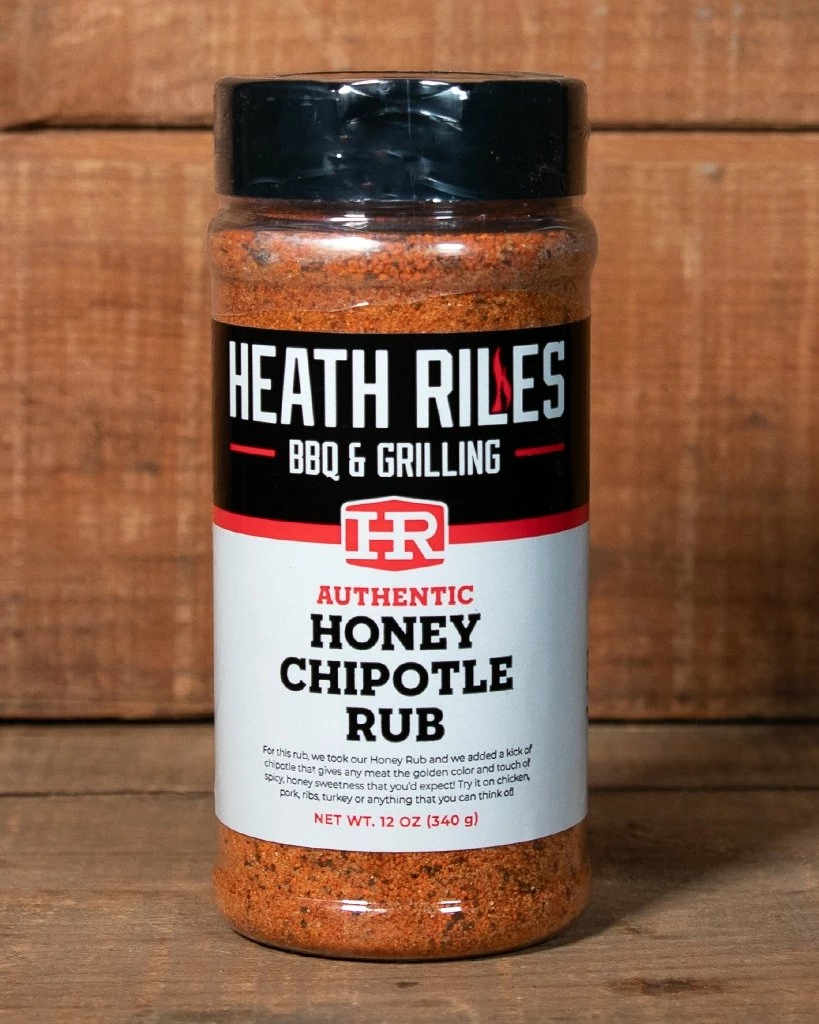 HEATH RILES
BBQ & GRILLING
HR
AUTHENTIC
HONEY
CHIPOTLE
RUB
For this rub, we took our Honey Rub and we added a kick of
chipotle that gives any meat the golden color and touch of
spicy, honey sweetness that you'd expect! Try it on chicken,
pork, ribs, turkey or anything that you can think of!
NET WT. 12 OZ (340 g)